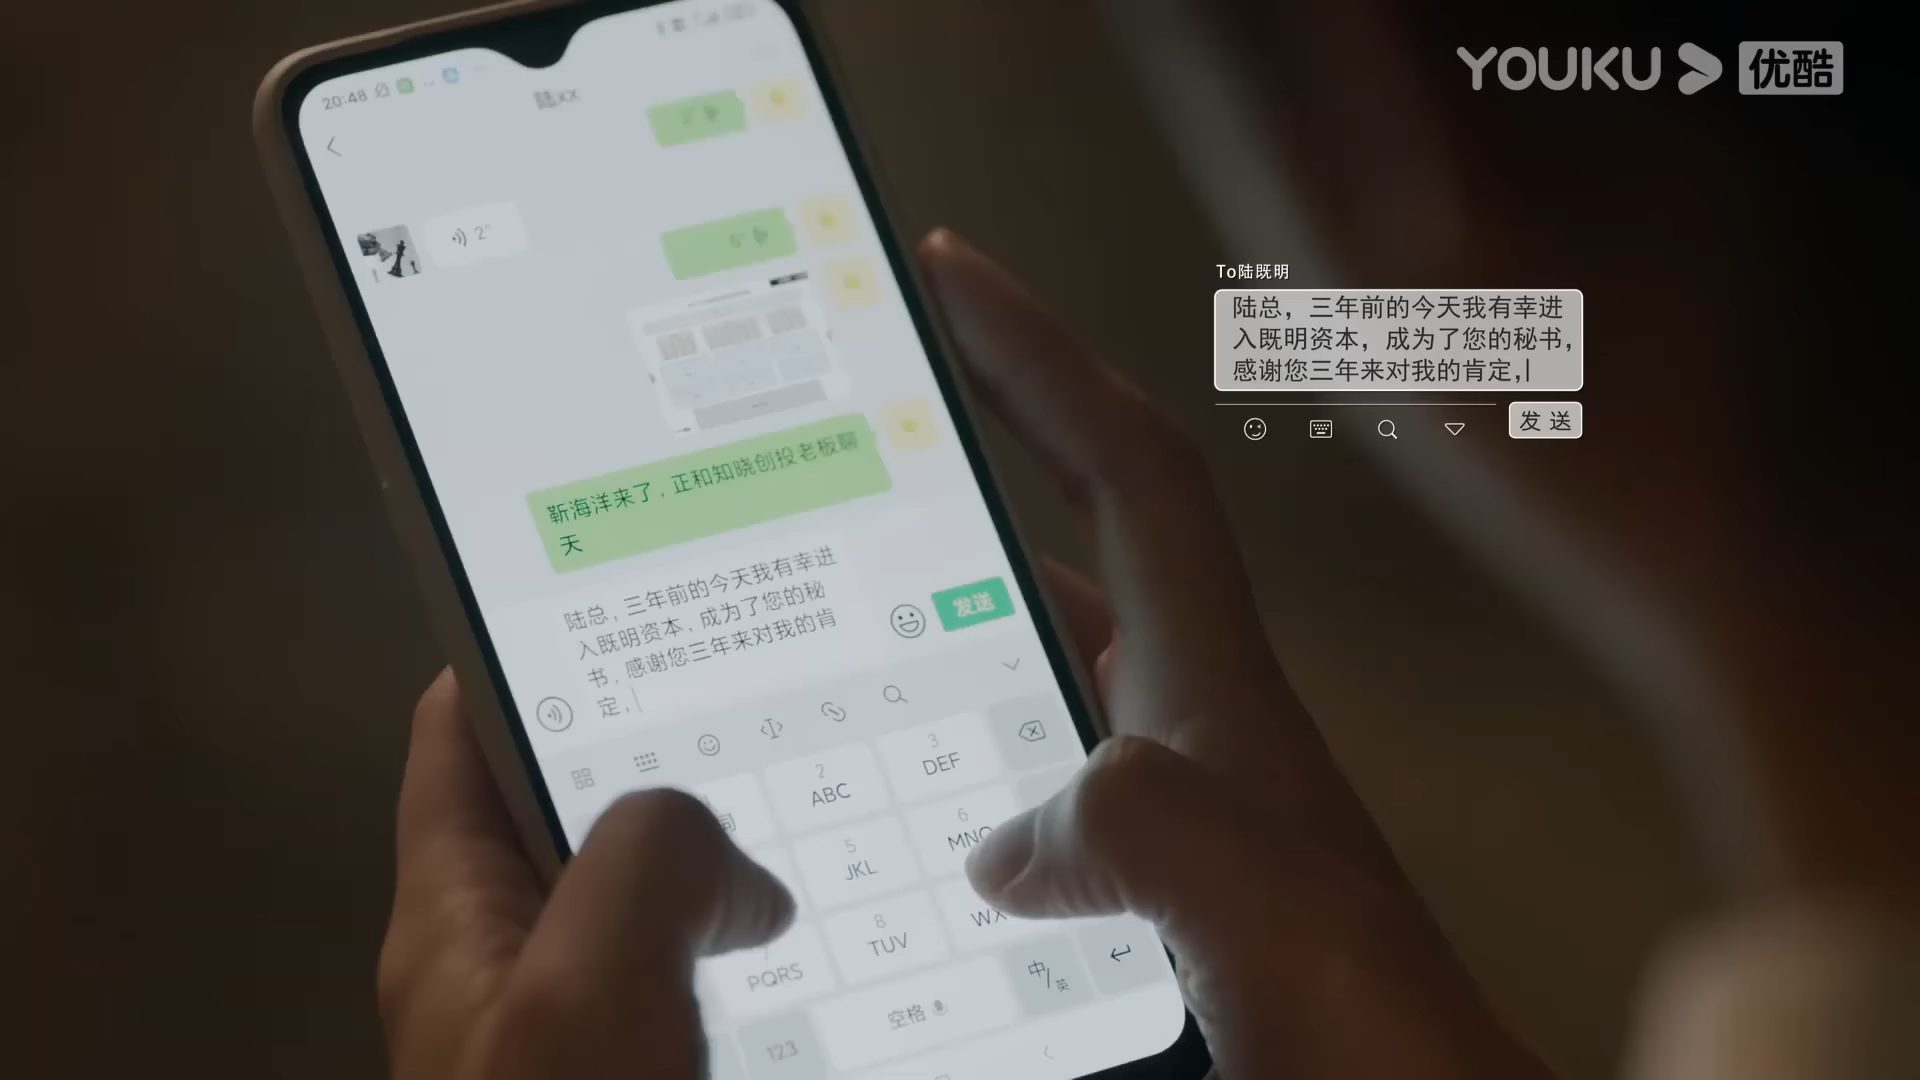 YOUKU 优酷
20:48
陆xx
2"
6"
靳海洋来了，正和知晓创投老板聊
天
陆总，三年前的今天我有幸进
入既明资本，成为了您的秘
书，感谢您三年来对我的肯
定，
发送
2
ABC
3
DEF
5
JKL
6
MNO
8
TUV
PQRS
WX
123
空格
中/英
To陆既明
陆总，三年前的今天我有幸进
入既明资本，成为了您的秘书，
感谢您三年来对我的肯定,
发 送